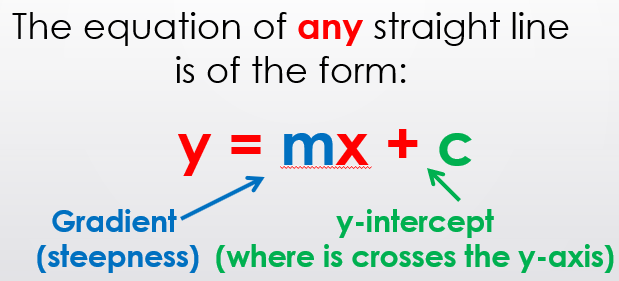 The equation of any straight line
is of the form:
y = mx + c
Gradient
(steepness)
y-intercept
(where is crosses the y-axis)